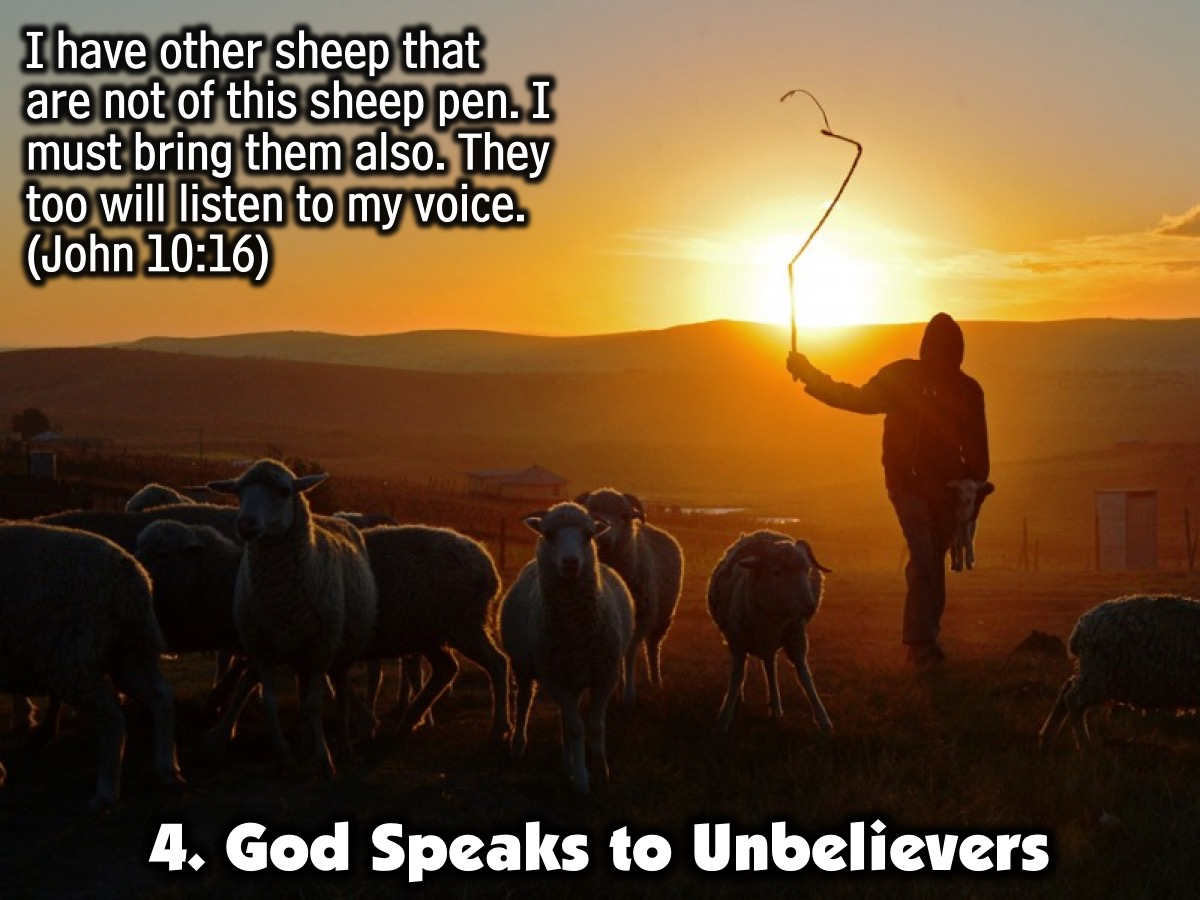 I have other sheep that
are not of this sheep pen. I
must bring them also. They
too will listen to my voice.
(John 10:16)
4. God Speaks to Unbelievers